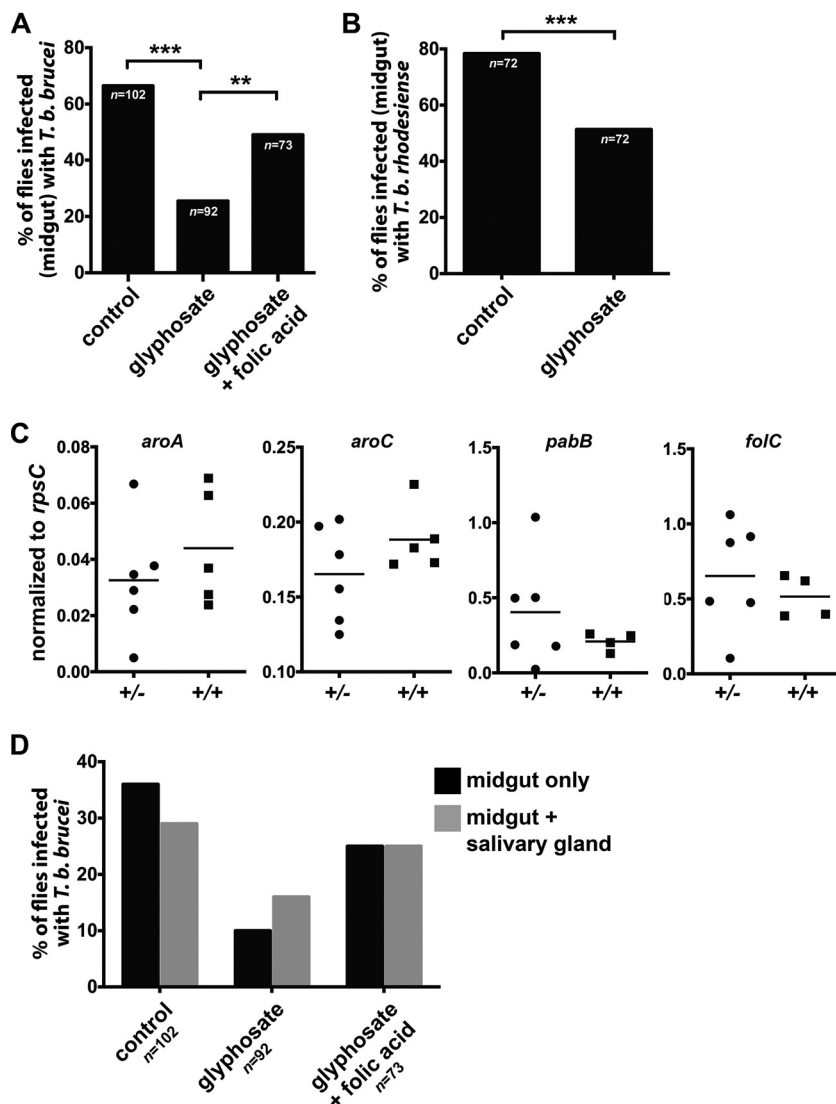 A
% of flies infected
(midgut) with T. b. brucei
80
60
40
20
0
***
**
n=102
n=92
n=73
control
glyphosate
glyphosate
+ folic acid
B
% of flies infected (midgut)
with T. b. rhodesiense
80
60
40
20
0
***
n=72
n=72
control
glyphosate
C
normalized to rpsC
aroA
0.08
0.06
0.04
0.02
0.00
+/-
+/+
aroC
0.25
0.20
0.15
0.10
+/-
+/+
pabB
1.5
1.0
0.5
0.0
+/-
+/+
folC
1.5
1.0
0.5
0.0
+/-
+/+
D
% of flies infected
with T. b. brucei
40
30
20
10
0
midgut only
midgut +
salivary gland
control
n=102
glyphosate
n=92
glyphosate
+ folic acid
n=73